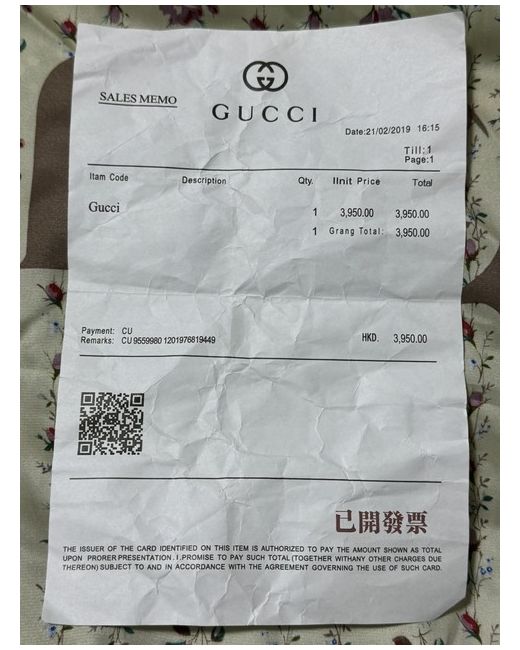 SALES MEMO
GUCCI
Date:21/02/2019 16:15
Till:1
Page:1
Item Code Description Qty. IInit Price Total
Gucci 1 3,950.00 3,950.00
1 Grang Total: 3,950.00
Payment: CU
Remarks: CU 9559980 1201976819449 HKD. 3,950.00
已開發票
THE ISSUER OF THE CARD IDENTIFIED ON THIS ITEM IS AUTHORIZED TO PAY THE AMOUNT SHOWN AS TOTAL
UPON PRORER PRESENTATION . I .PROMISE TO PAY SUCH TOTAL (TOGETHER WITHANY OTHER CHARGES DUE
THEREON) SUBJECT TO AND IN ACCORDANCE WITH THE AGREEMENT GOVERNING THE USE OF SUCH CARD.